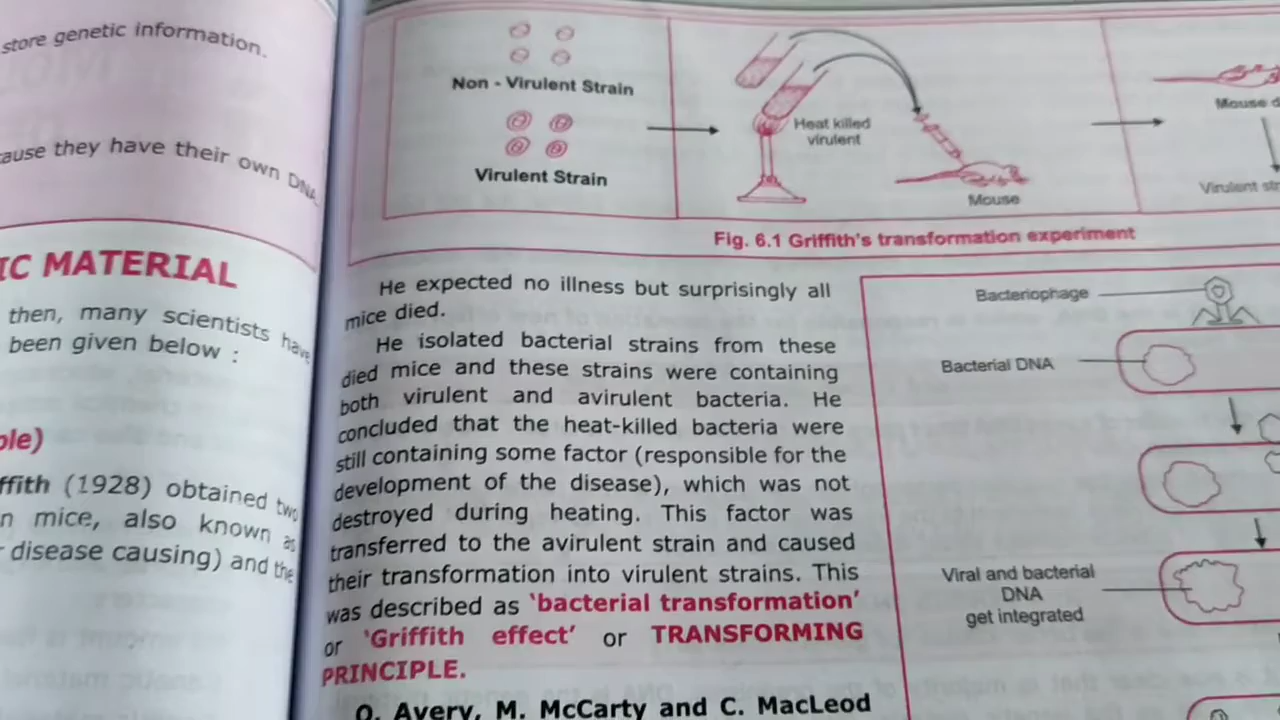 store genetic information.
cause they have their own DNA
IC MATERIAL
then, many scientists have
been given below :
ple)
ffith (1928) obtained two
n mice, also known as
r disease causing) and the
Non - Virulent Strain
Virulent Strain
Heat killed
virulent
Mouse
Mouse d
Virulent str
Fig. 6.1 Griffith's transformation experiment
He expected no illness but surprisingly all
mice died.
He isolated bacterial strains from these
died mice and these strains were containing
both virulent and avirulent bacteria. He
concluded that the heat-killed bacteria were
still containing some factor (responsible for the
development of the disease), which was not
destroyed during heating. This factor was
transferred to the avirulent strain and caused
their transformation into virulent strains. This
was described as 'bacterial transformation'
or 'Griffith effect' or TRANSFORMING
PRINCIPLE.
O. Avery, M. McCarty and C. MacLeod
Bacteriophage
Bacterial DNA
Viral and bacterial
DNA
get integrated